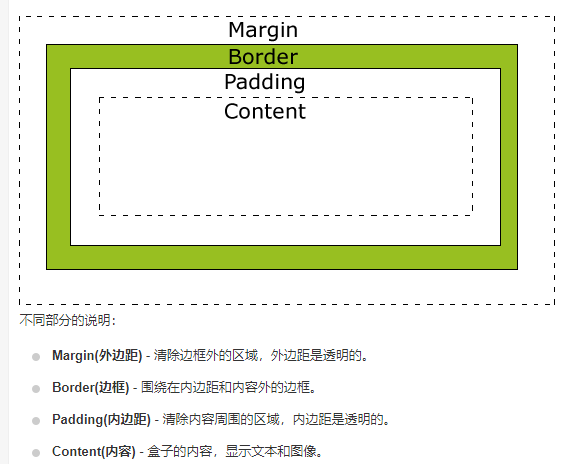 Margin
Border
Padding
Content
不同部分的说明：
Margin(外边距) - 清除边框外的区域，外边距是透明的。
Border(边框) - 围绕在内边距和内容外的边框。
Padding(内边距) - 清除内容周围的区域，内边距是透明的。
Content(内容) - 盒子的内容，显示文本和图像。